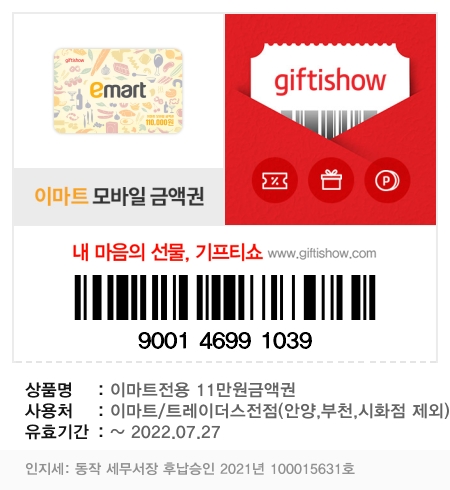 giftishow
emart
110,000원
이마트 모바일 금액권
giftishow
%
P
내 마음의 선물, 기프티쇼 www.giftishow.com
9001 4699 1039
상품명 : 이마트전용 11만원금액권
사용처 : 이마트/트레이더스전점(안양,부천,시화점 제외)
유효기간 : ~ 2022.07.27
인지세: 동작 세무서장 후납승인 2021년 100015631호